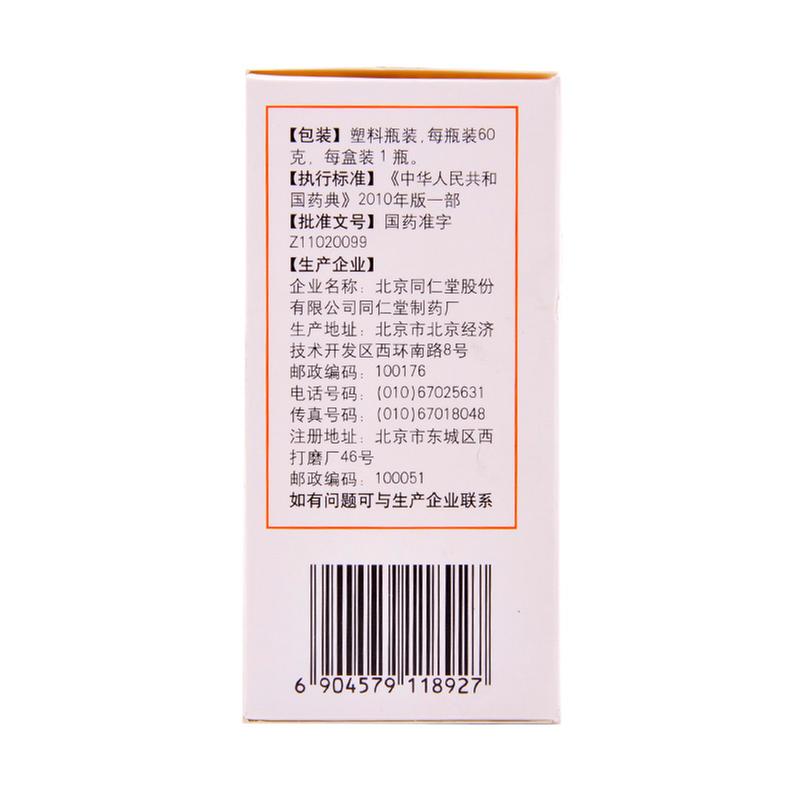 【包装】塑料瓶装,每瓶装60
克，每盒装1瓶。
【执行标准】《中华人民共和
国药典》2010年版一部
【批准文号】国药准字
Z11020099
【生产企业】
企业名称：北京同仁堂股份
有限公司同仁堂制药厂
生产地址：北京市北京经济
技术开发区西环南路8号
邮政编码：100176
电话号码：(010)67025631
传真号码：(010)67018048
注册地址：北京市东城区西
打磨厂46号
邮政编码：100051
如有问题可与生产企业联系
6 904579 118927